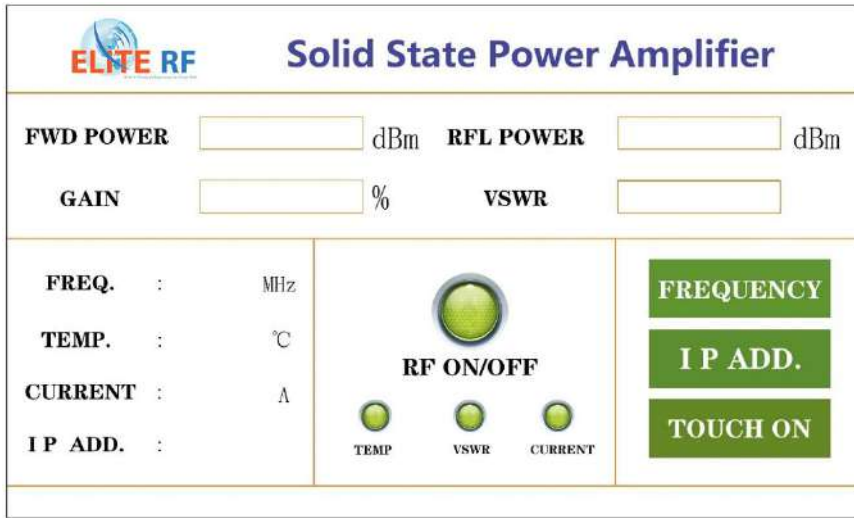 ELITE RF
Solid State Power Amplifier
FWD POWER dBm RFL POWER dBm
GAIN % VSWR
FREQ. : MHz
TEMP. : ℃
CURRENT : A
I P ADD. :
RF ON/OFF
TEMP VSWR CURRENT
FREQUENCY
I P ADD.
TOUCH ON